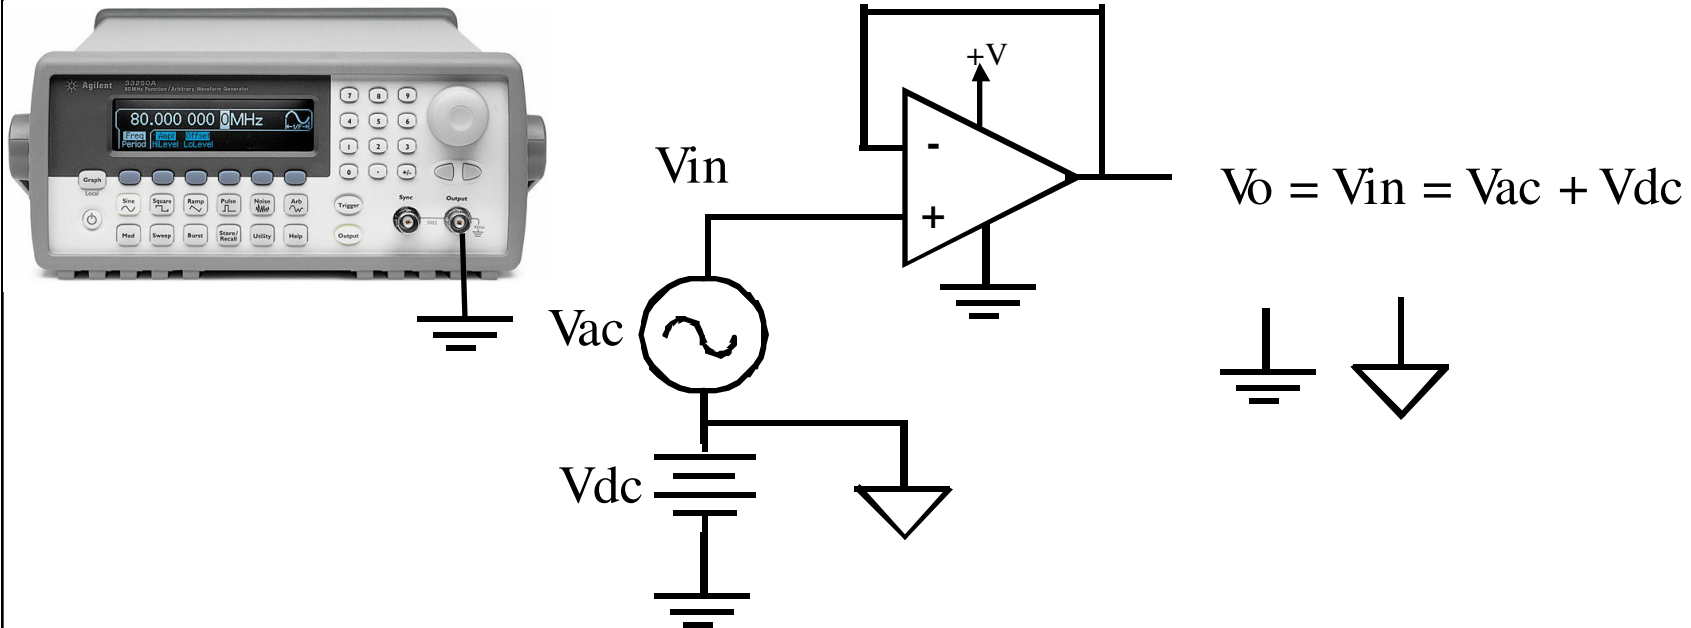 Agilent
33250A
80MHz Function / Arbitrary Waveform Generator
80.000 000 0MHz
Freq Ampl Offset
Period HiLevel LoLevel
Graph
Local
Sine Square Ramp Pulse Noise Arb
Mod Sweep Burst Store/ Recall Utility Help
7 8 9
4 5 6
1 2 3
0 . +/-
Trigger
Output
Sync
Output
Vin
+V
-
+
Vac
Vdc
Vo = Vin = Vac + Vdc